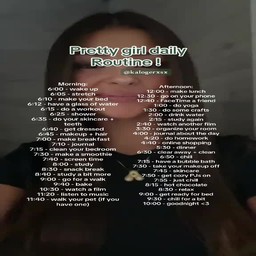 Pretty girl daily
Routine !
@kalogerxxx
Morning:
6:00 - wake up
6:05 - stretch
6:10 - make your bed
6:12 - have a glass of water
6:15 - do a workout
6:25 - shower
6:35 - do your skincare +
teeth
6:40 - get dressed
6:45 - makeup + hair
7:00 - make breakfast
7:10 - journal
7:15 - clean your bedroom
7:30 - make a smoothie
7:40 - screen time
8:00 - study
8:30 - snack break
8:40 - study a bit more
9:00 - go for a walk
9:40 - bake
10:30 - watch a film
11:20 - listen to music
11:40 - walk your pet (if you
have one)
Afternoon:
12:00 - make lunch
12:30 - go on your phone
12:40 - FaceTime a friend
1:00 - do yoga
1:30 - do some crafts
2:00 - drink water
2:15 - study again
2:40 - watch another film
3:30 - organise your room
4:00 - journal about the day
4:20 - do homework
4:40 - online shopping
5:30 - dinner
6:30 - clear away + clean
6:50 - chill
7:15 - have a bubble bath
7:30 - take your makeup off
7:45 - skincare
7:50 - get cozy PJs on
7:55 - just chill
8:15 - hot chocolate
8:30 - relax
9:00 - get ready for bed
9:30 - chill for a bit
10:00 - goodnight <3